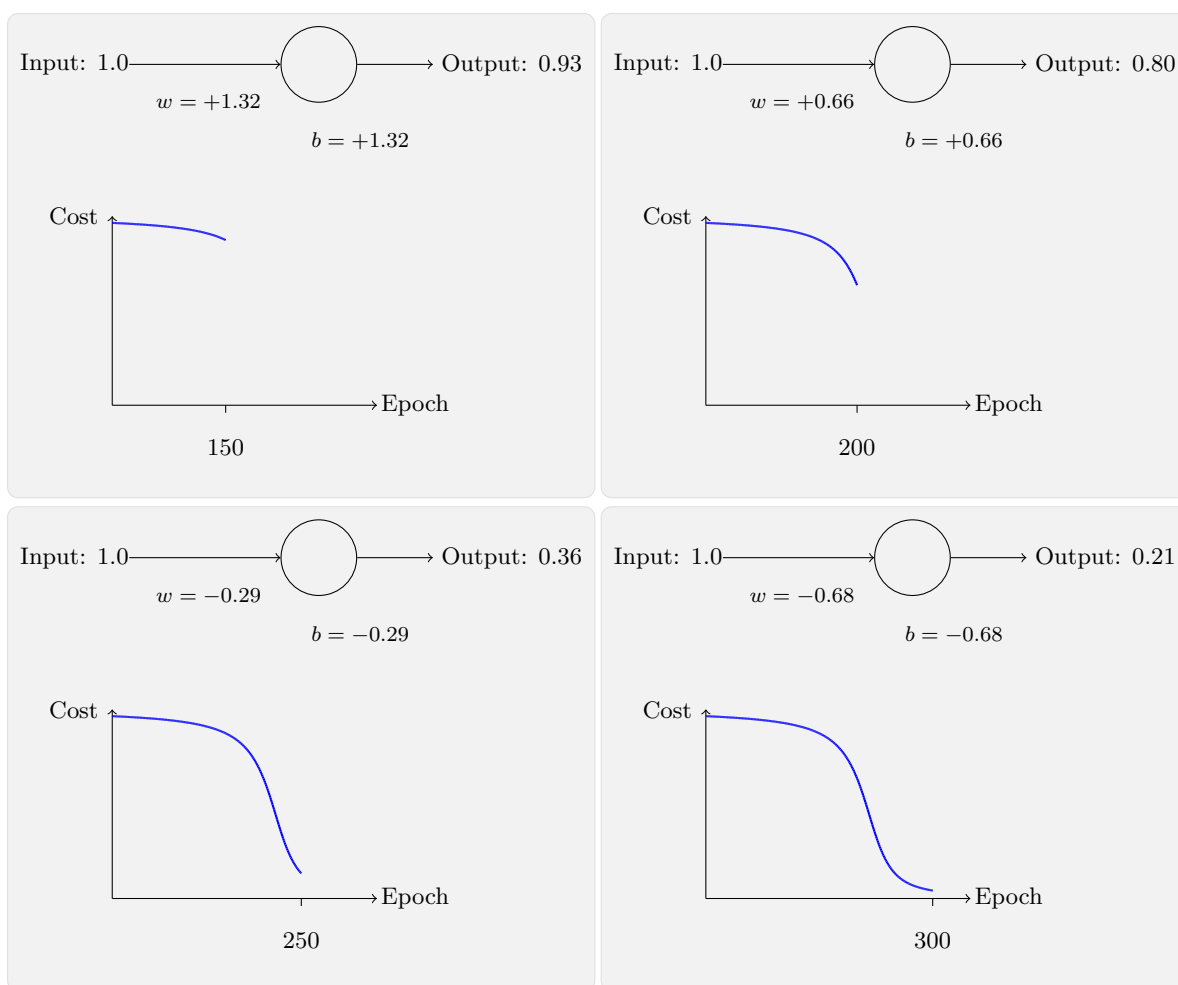 Input: 1.0 Output: 0.93
w = +1.32
b = +1.32
Cost
Epoch
150
Input: 1.0 Output: 0.80
w = +0.66
b = +0.66
Cost
Epoch
200
Input: 1.0 Output: 0.36
w = −0.29
b = −0.29
Cost
Epoch
250
Input: 1.0 Output: 0.21
w = −0.68
b = −0.68
Cost
Epoch
300